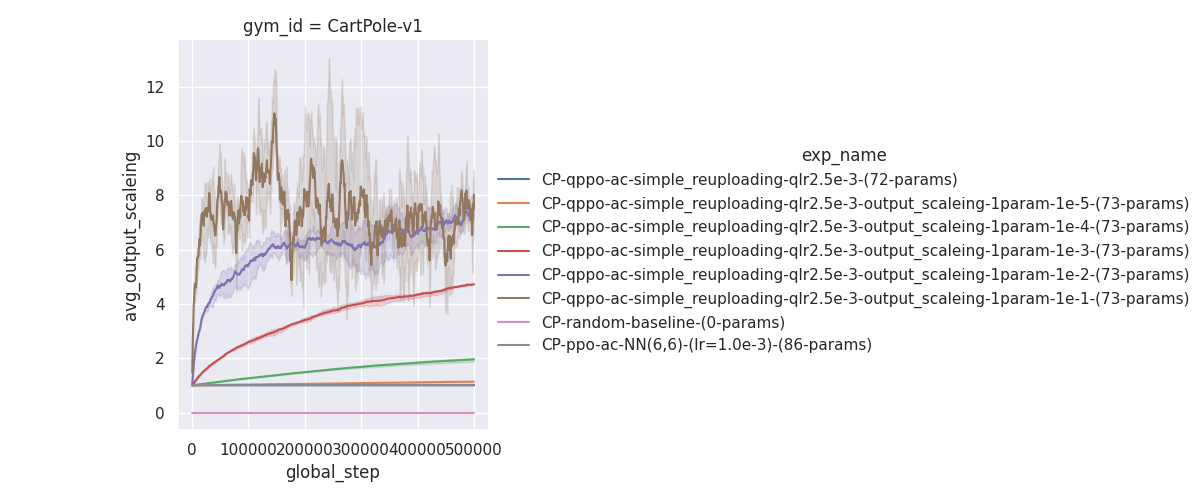 gym_id = CartPole-v1
12
10
8
6
4
2
0
avg_output_scaleing
0 100000 200000 300000 400000 500000
global_step
exp_name
CP-qppo-ac-simple_reuploading-qlr2.5e-3-(72-params)
CP-qppo-ac-simple_reuploading-qlr2.5e-3-output_scaleing-1param-1e-5-(73-params)
CP-qppo-ac-simple_reuploading-qlr2.5e-3-output_scaleing-1param-1e-4-(73-params)
CP-qppo-ac-simple_reuploading-qlr2.5e-3-output_scaleing-1param-1e-3-(73-params)
CP-qppo-ac-simple_reuploading-qlr2.5e-3-output_scaleing-1param-1e-2-(73-params)
CP-qppo-ac-simple_reuploading-qlr2.5e-3-output_scaleing-1param-1e-1-(73-params)
CP-random-baseline-(0-params)
CP-ppo-ac-NN(6,6)-(lr=1.0e-3)-(86-params)